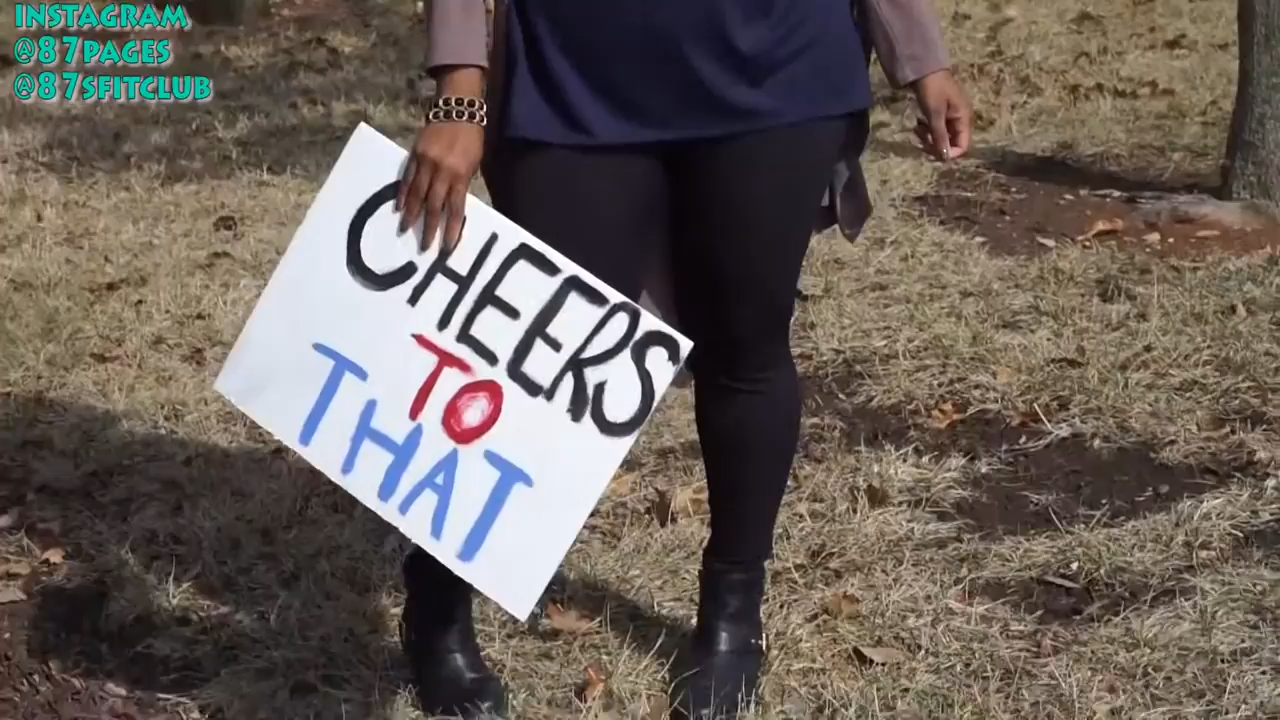 INSTAGRAM
@87PAGES
@87SFITCLUB
CHEERS
TO
THAT